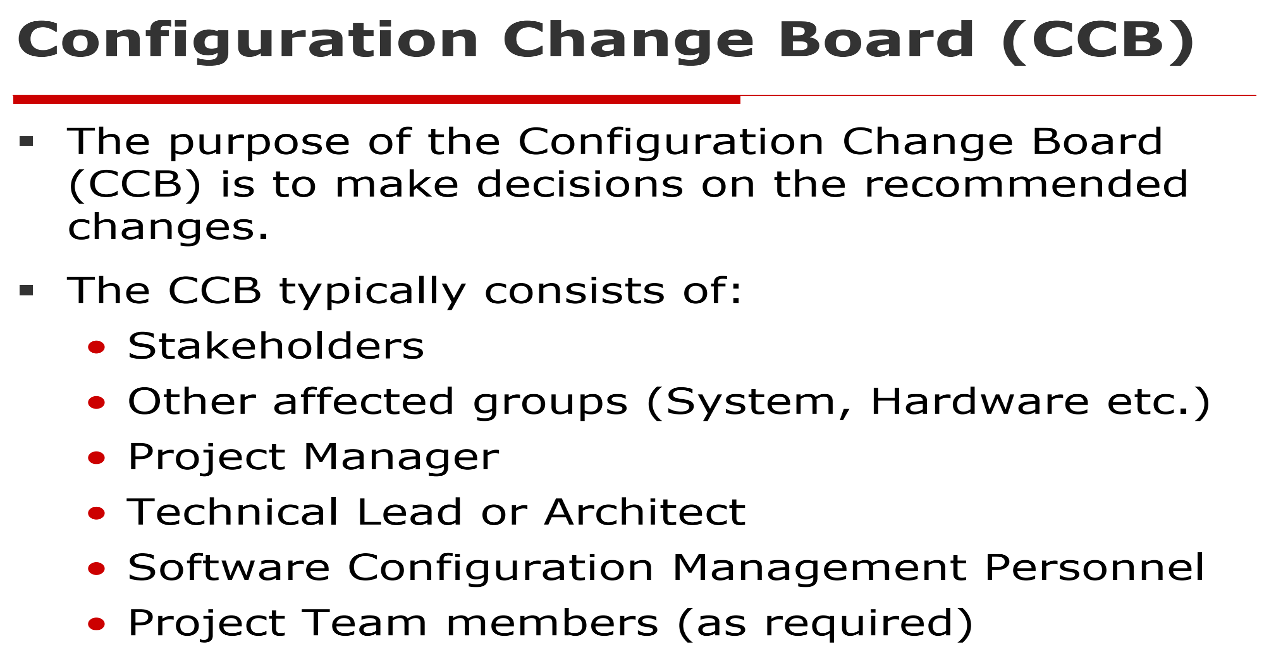 Configuration Change Board (CCB)
The purpose of the Configuration Change Board
(CCB) is to make decisions on the recommended
changes.
The CCB typically consists of:
Stakeholders
Other affected groups (System, Hardware etc.)
Project Manager
Technical Lead or Architect
Software Configuration Management Personnel
Project Team members (as required)